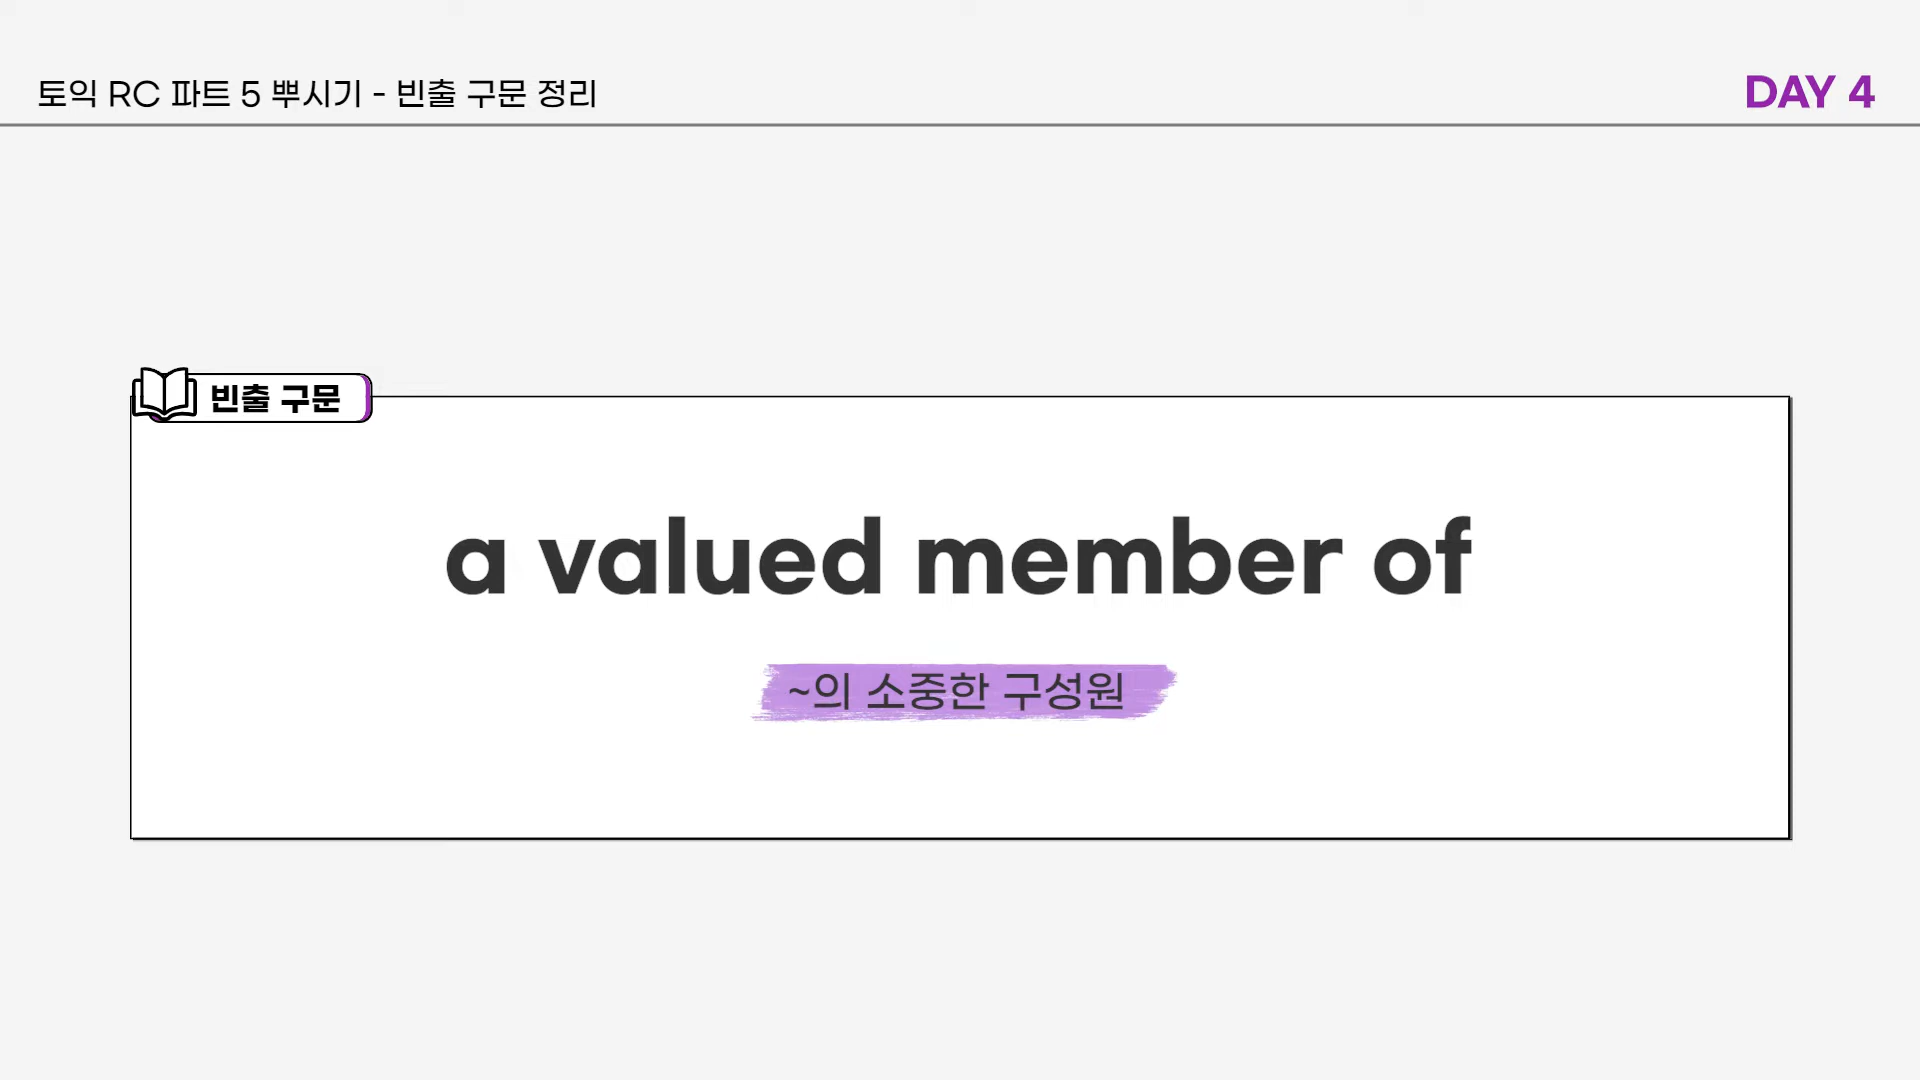 토익 RC 파트 5 뿌시기 - 빈출 구문 정리
DAY 4
빈출 구문
a valued member of
~의 소중한 구성원